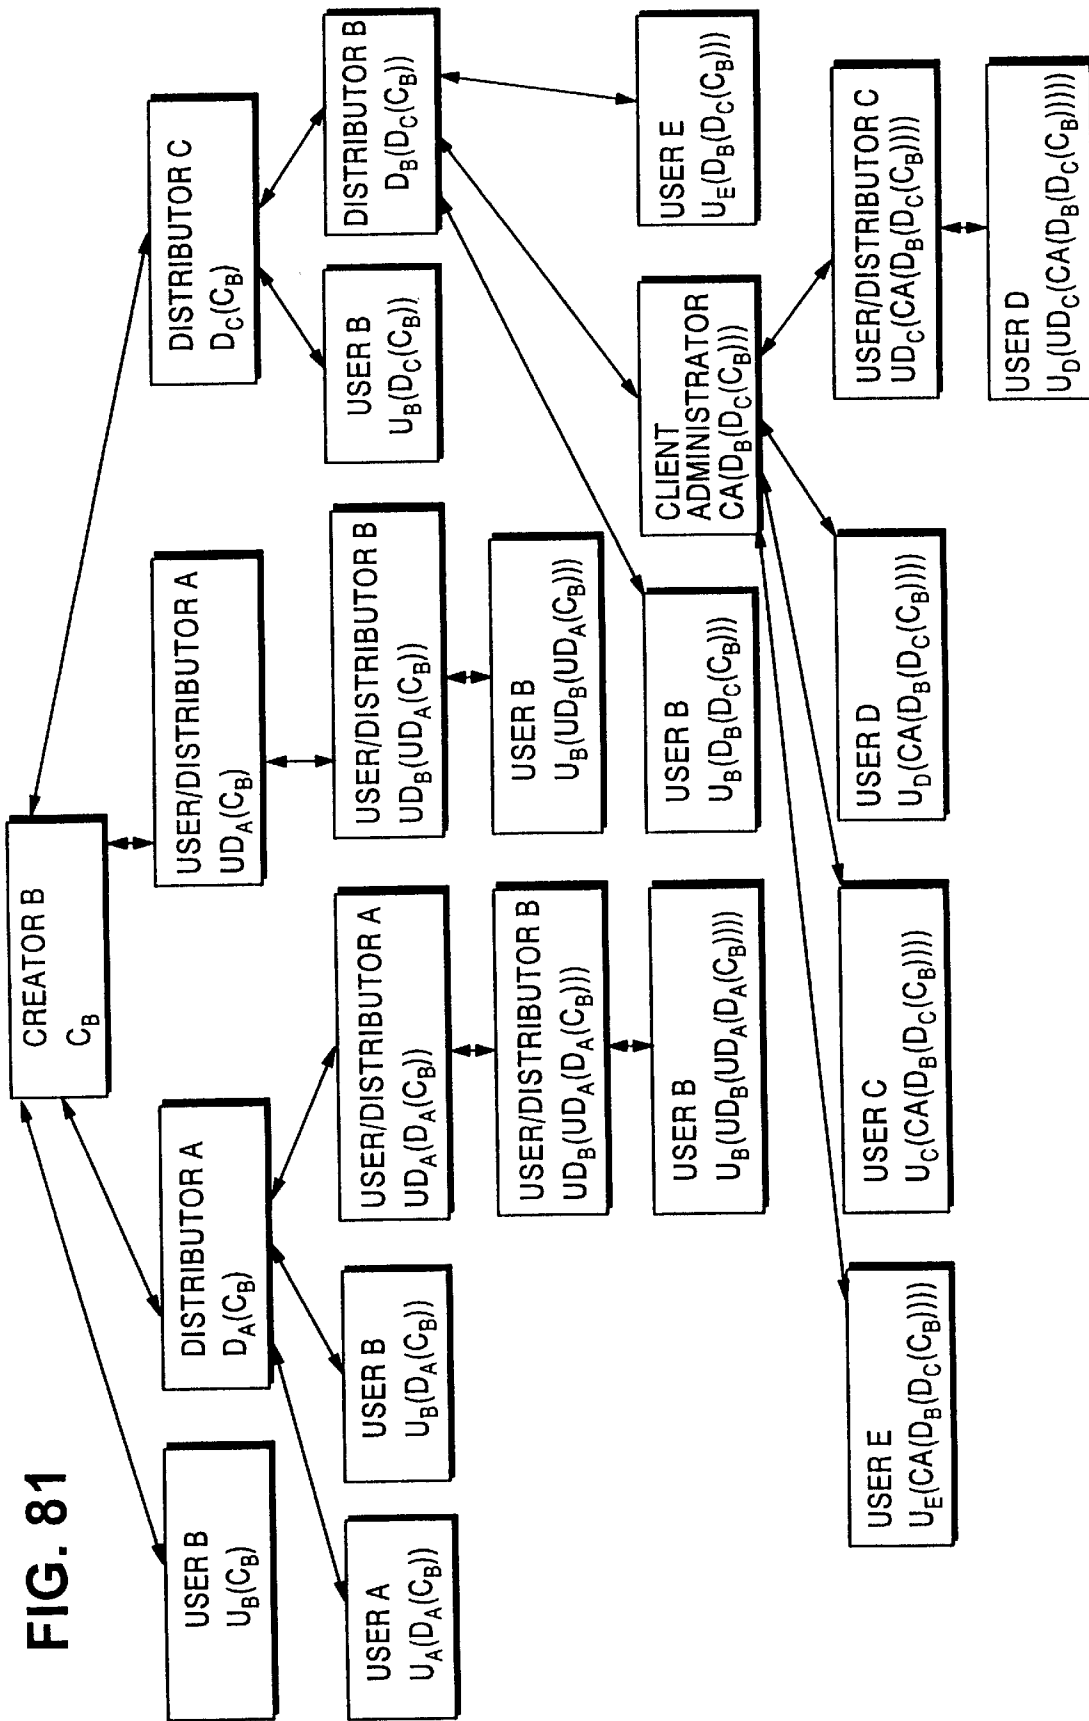 FIG. 81
CREATOR B
C_B
USER B
U_B(C_B)
DISTRIBUTOR A
D_A(C_B)
USER/DISTRIBUTOR A
UD_A(C_B)
DISTRIBUTOR C
D_C(C_B)
USER A
U_A(D_A(C_B))
USER B
U_B(D_A(C_B))
USER/DISTRIBUTOR A
UD_A(D_A(C_B))
USER/DISTRIBUTOR B
UD_B(UD_A(C_B))
USER B
U_B(D_C(C_B))
DISTRIBUTOR B
D_B(D_C(C_B))
USER/DISTRIBUTOR B
UD_B(UD_A(D_A(C_B)))
USER B
U_B(UD_B(UD_A(C_B)))
USER B
U_B(UD_B(UD_A(D_A(C_B))))
USER B
U_B(D_B(D_C(C_B)))
CLIENT
ADMINISTRATOR
CA(D_B(D_C(C_B)))
USER E
U_E(D_B(D_C(C_B)))
USER E
U_E(CA(D_B(D_C(C_B))))
USER C
U_C(CA(D_B(D_C(C_B))))
USER D
U_D(CA(D_B(D_C(C_B))))
USER/DISTRIBUTOR C
UD_C(CA(D_B(D_C(C_B))))
USER D
U_D(UD_C(CA(D_B(D_C(C_B)))))